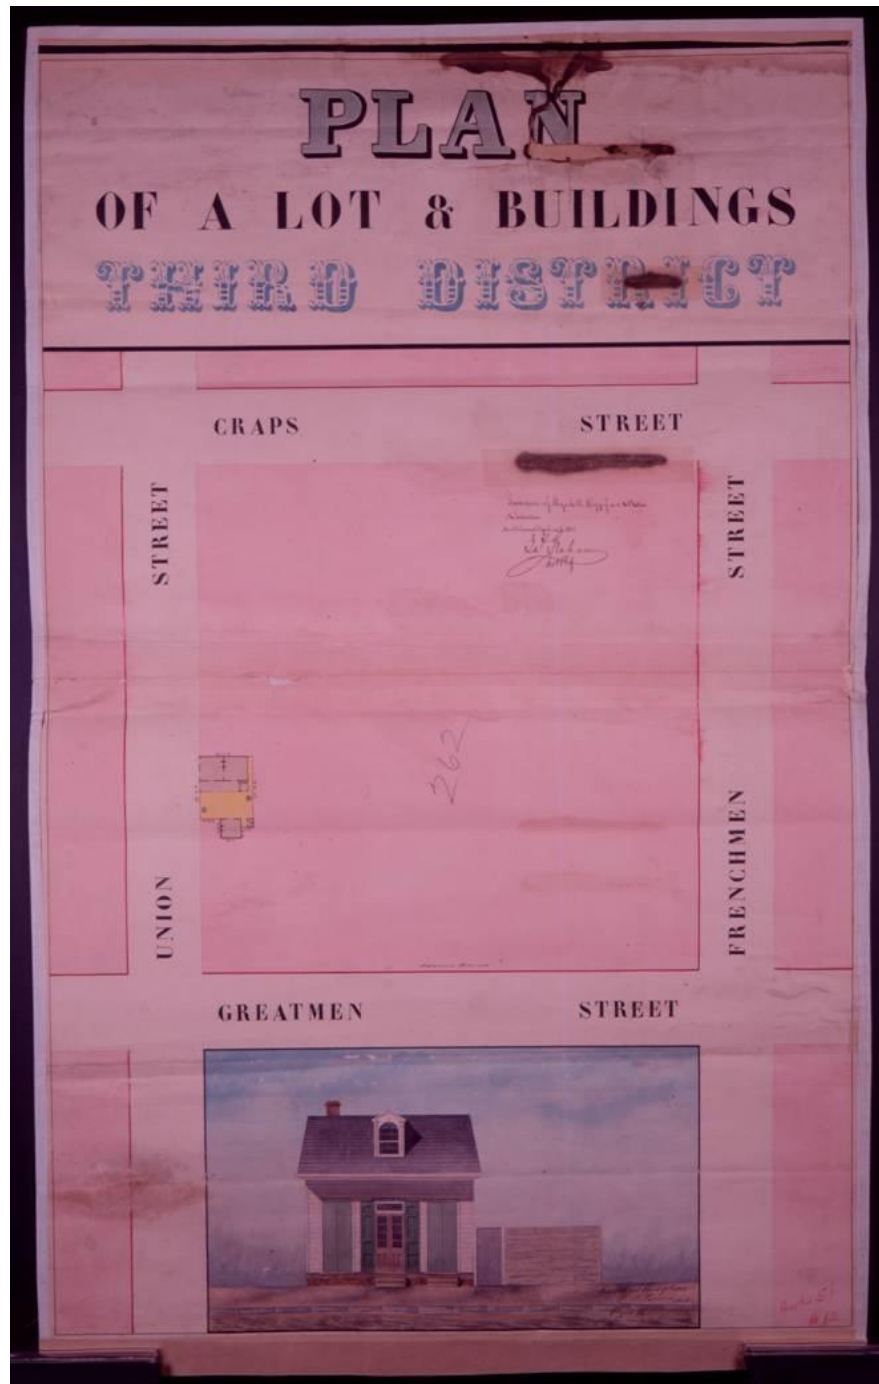 PLAN
OF A LOT & BUILDINGS
THIRD DISTRICT
CRAPS STREET
STREET
STREET
262
UNION
FRENCHMEN
GREATMEN STREET